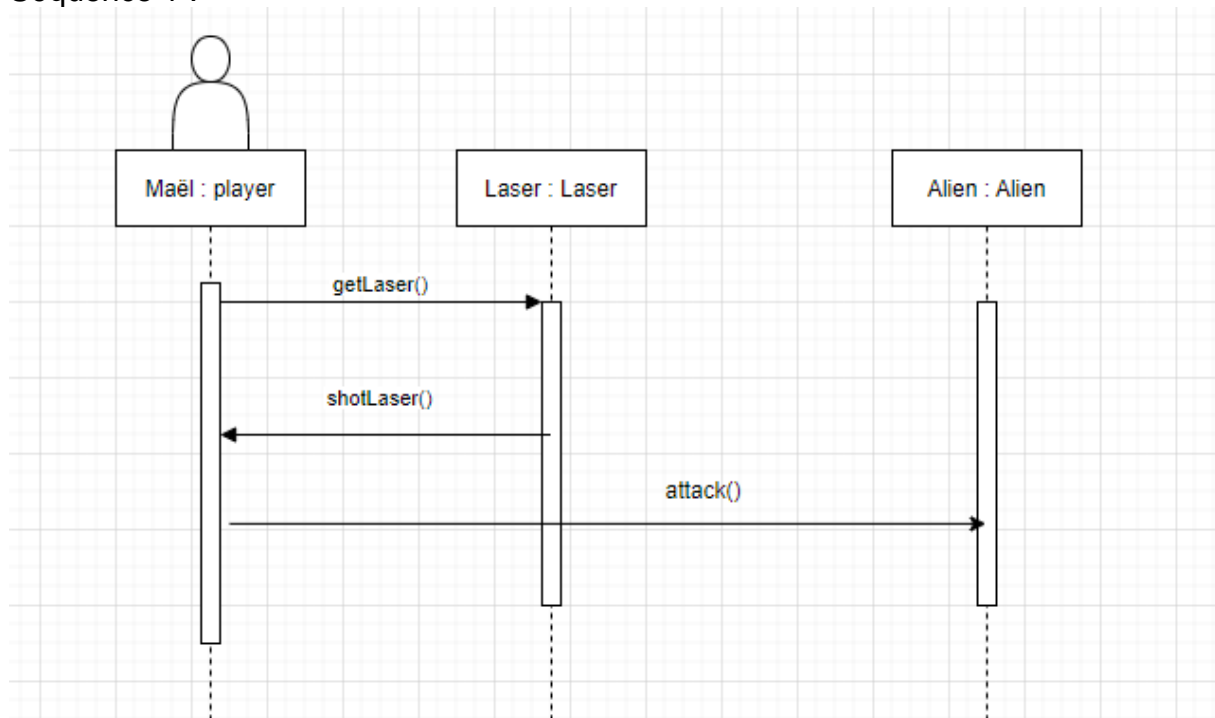 Maël : player
Laser : Laser
Alien : Alien
getLaser()
shotLaser()
attack()